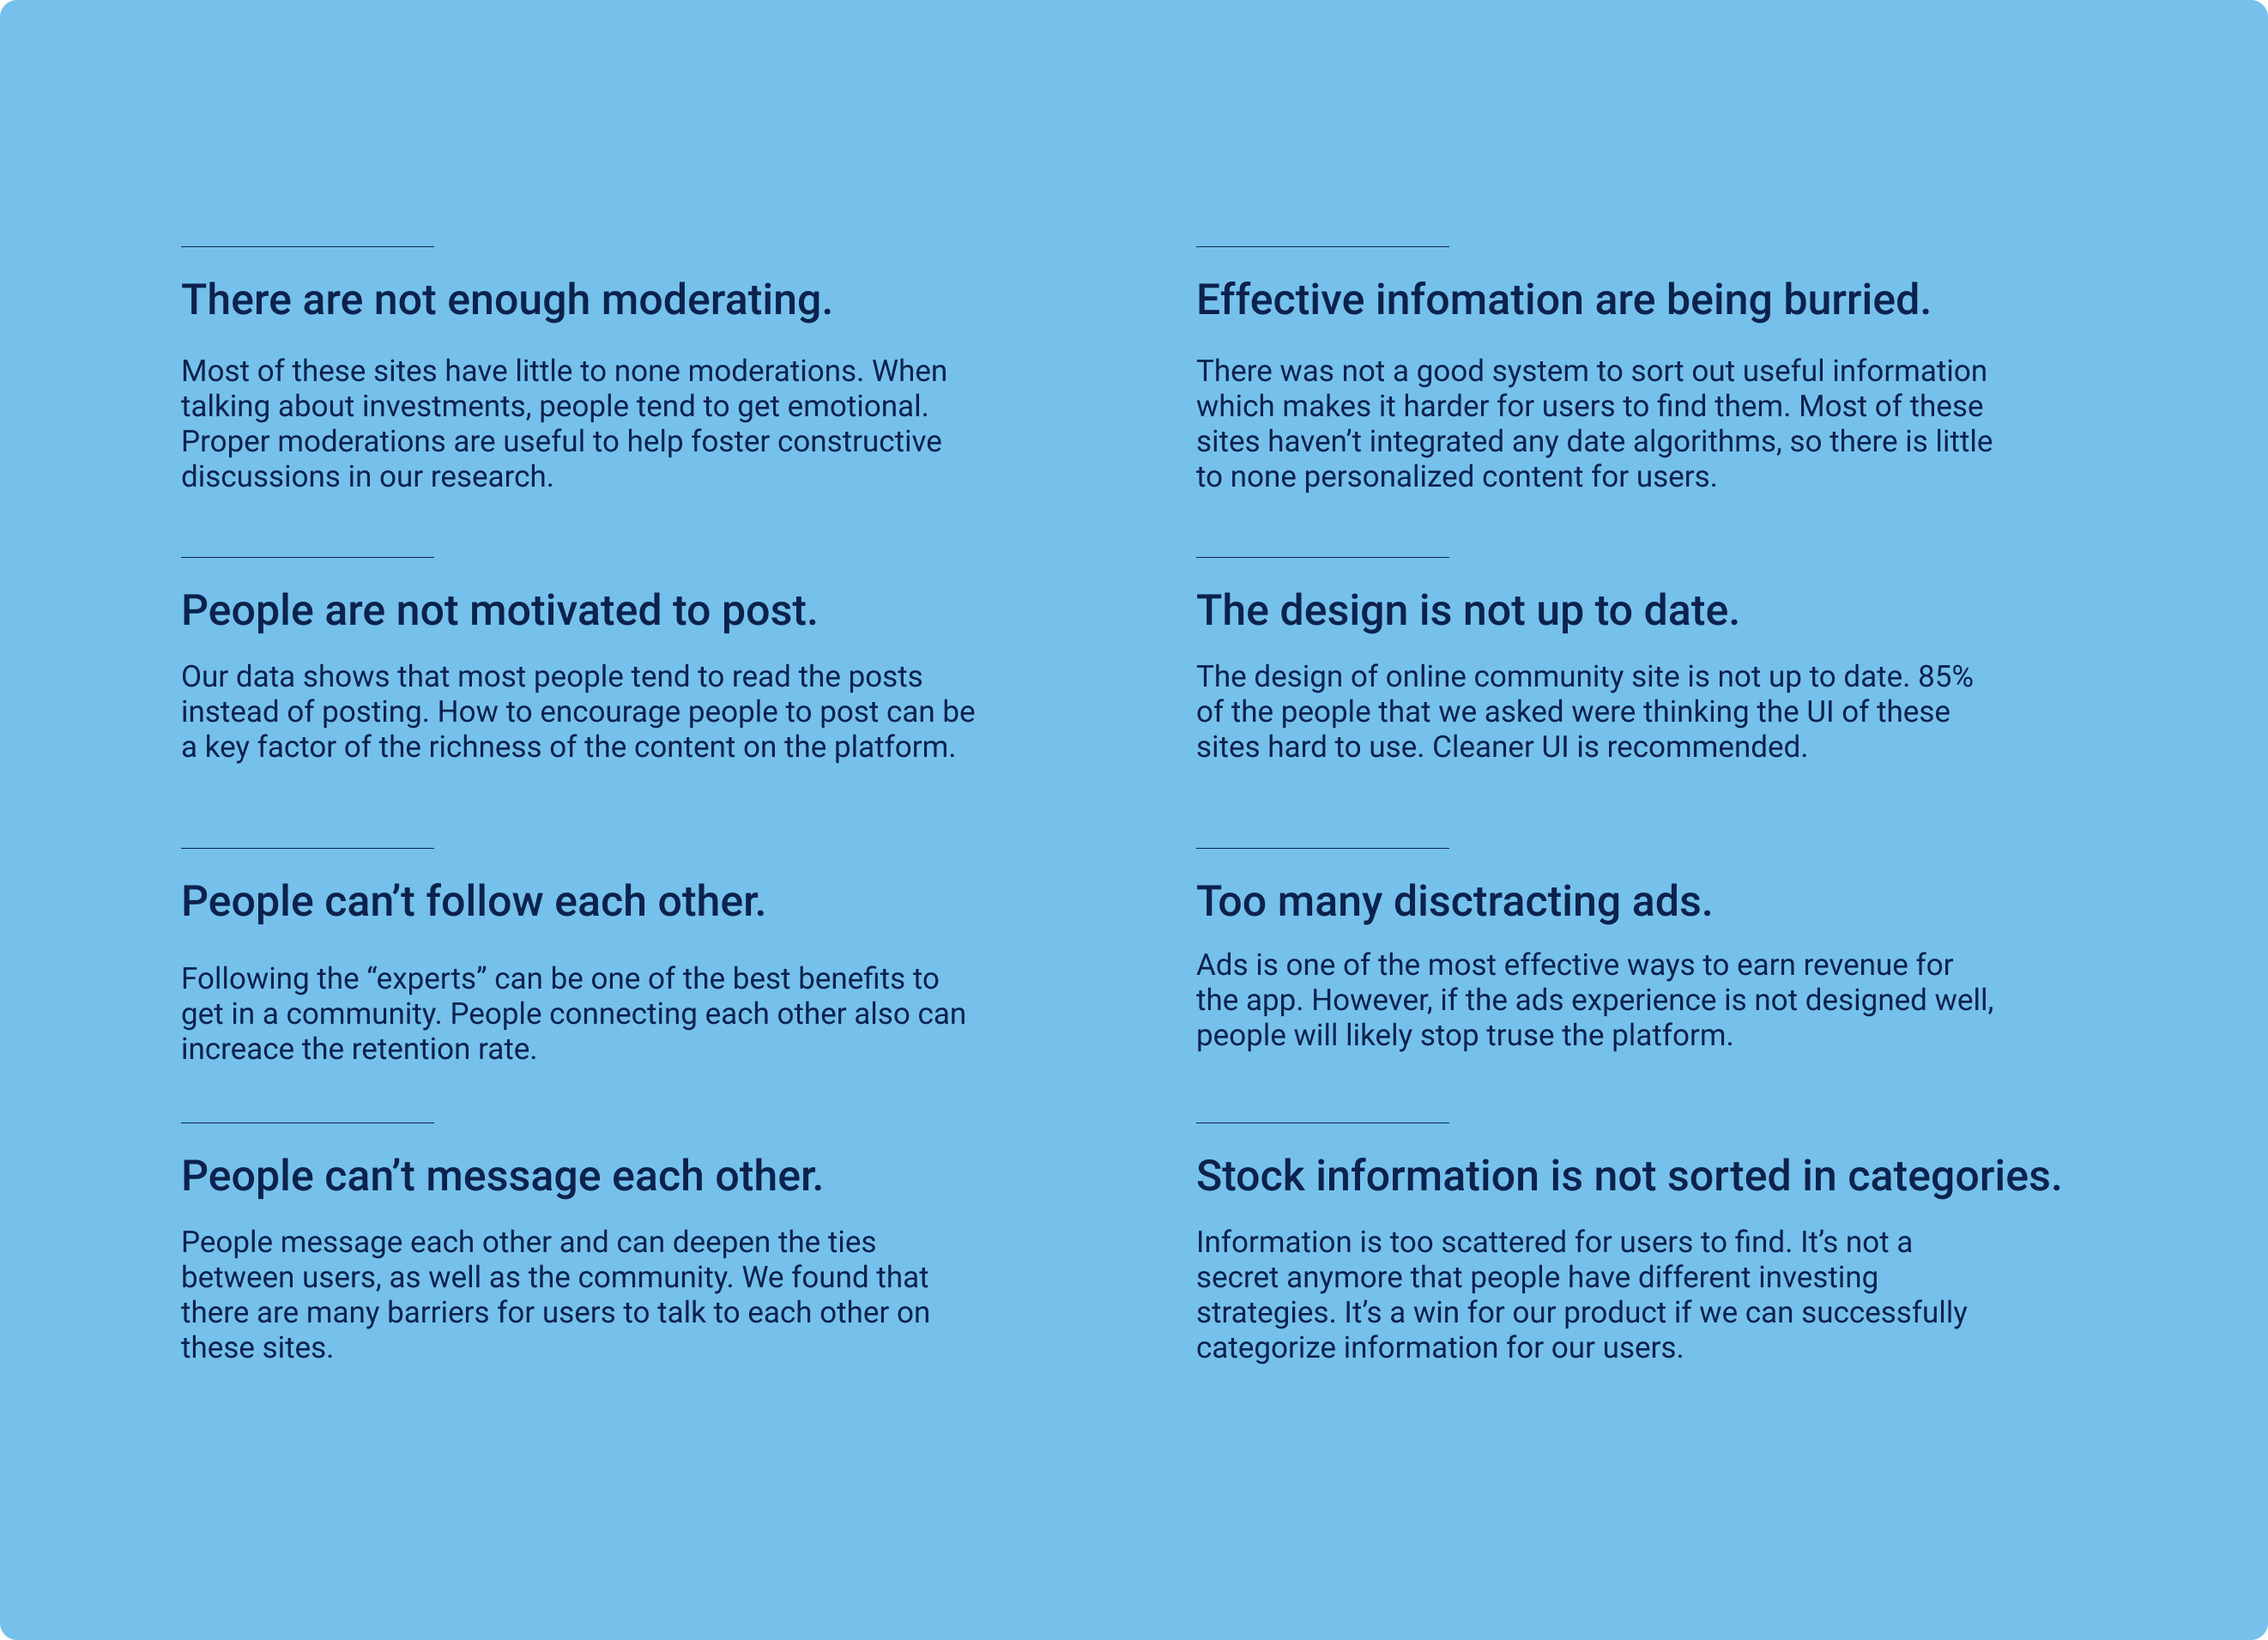 There are not enough moderating.
Most of these sites have little to none moderations. When
talking about investments, people tend to get emotional.
Proper moderations are useful to help foster constructive
discussions in our research.
People are not motivated to post.
Our data shows that most people tend to read the posts
instead of posting. How to encourage people to post can be
a key factor of the richness of the content on the platform.
People can’t follow each other.
Following the “experts” can be one of the best benefits to
get in a community. People connecting each other also can
increace the retention rate.
People can’t message each other.
People message each other and can deepen the ties
between users, as well as the community. We found that
there are many barriers for users to talk to each other on
these sites.
Effective infomation are being burried.
There was not a good system to sort out useful information
which makes it harder for users to find them. Most of these
sites haven’t integrated any date algorithms, so there is little
to none personalized content for users.
The design is not up to date.
The design of online community site is not up to date. 85%
of the people that we asked were thinking the UI of these
sites hard to use. Cleaner UI is recommended.
Too many disctracting ads.
Ads is one of the most effective ways to earn revenue for
the app. However, if the ads experience is not designed well,
people will likely stop truse the platform.
Stock information is not sorted in categories.
Information is too scattered for users to find. It’s not a
secret anymore that people have different investing
strategies. It’s a win for our product if we can successfully
categorize information for our users.